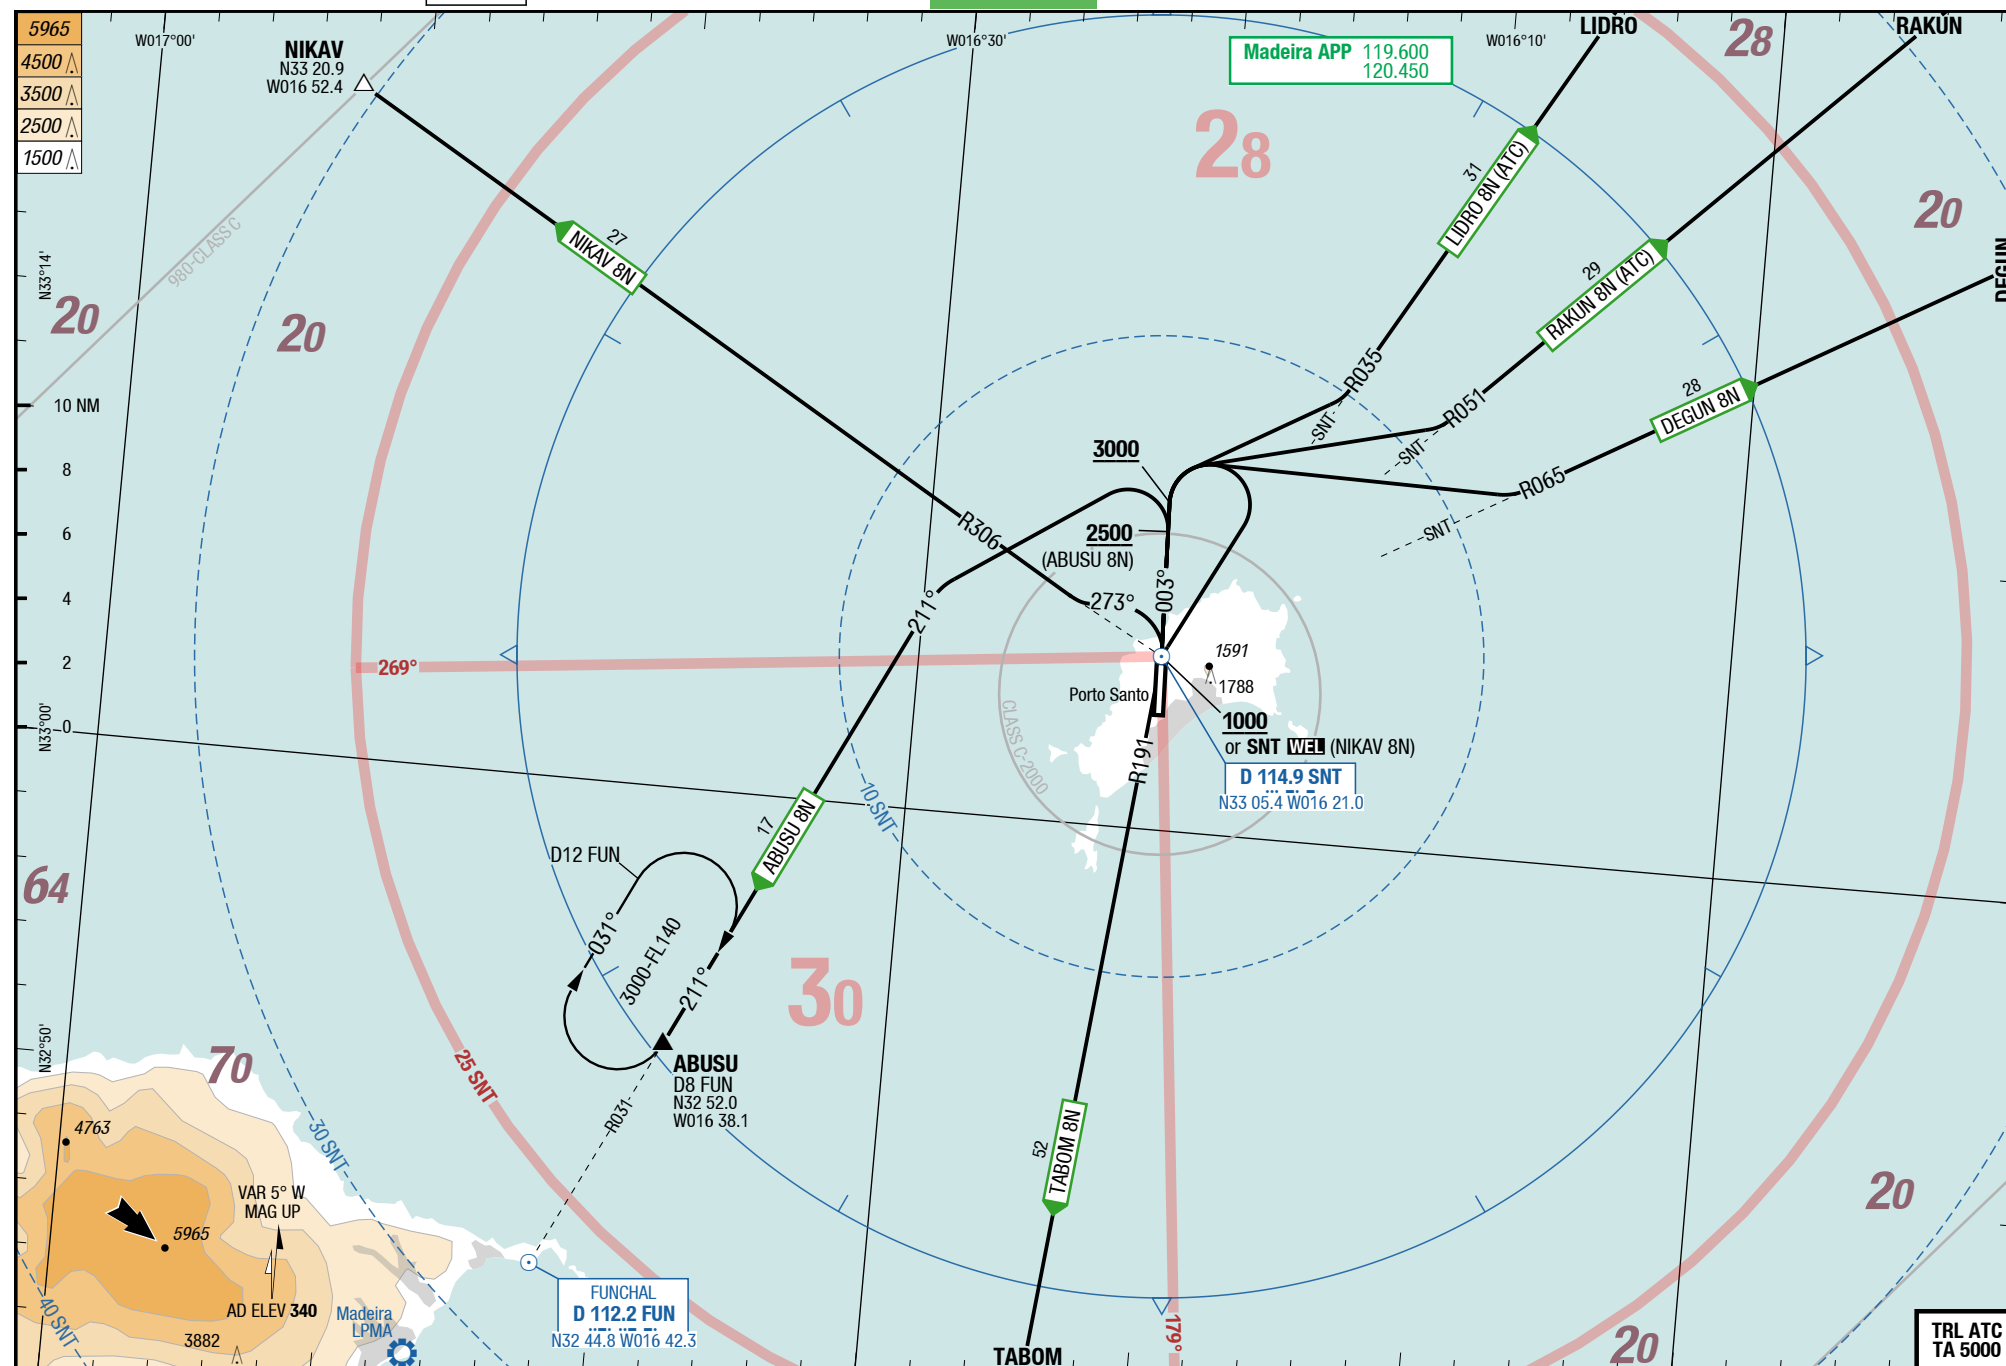 5965
4500
3500
2500
1500
W017°00'
NIKAV
N33 20.9
W016 52.4
W016°30'
Madeira APP 119.600
120.450
W016°10'
LIDRO
28
RAKUN
28
20
980-CLASS C
27
NIKAV 8N
31
LIDRO 8N (ATC)
29
RAKUN 8N (ATC)
28
DEGUN 8N
DEGUN
N33°14'
20
20
10 NM
8
6
4
2
0
N33°00'
R035
SNT
R051
SNT
R065
SNT
3000
2500
(ABUSU 8N)
R306
273°
003°
211°
269°
1591
1788
Porto Santo
1000
or SNT WEL (NIKAV 8N)
D 114.9 SNT
N33 05.4 W016 21.0
CLASS C-2000
R191
10 SNT
17
ABUSU 8N
D12 FUN
031°
3000-FL140
211°
64
30
ABUSU
D8 FUN
N32 52.0
W016 38.1
R031
N32°50'
70
25 SNT
30 SNT
40 SNT
4763
5965
VAR 5° W
MAG UP
AD ELEV 340
3882
Madeira
LPMA
FUNCHAL
D 112.2 FUN
N32 44.8 W016 42.3
52
TABOM 8N
TABOM
179°
20
20
TRL ATC
TA 5000